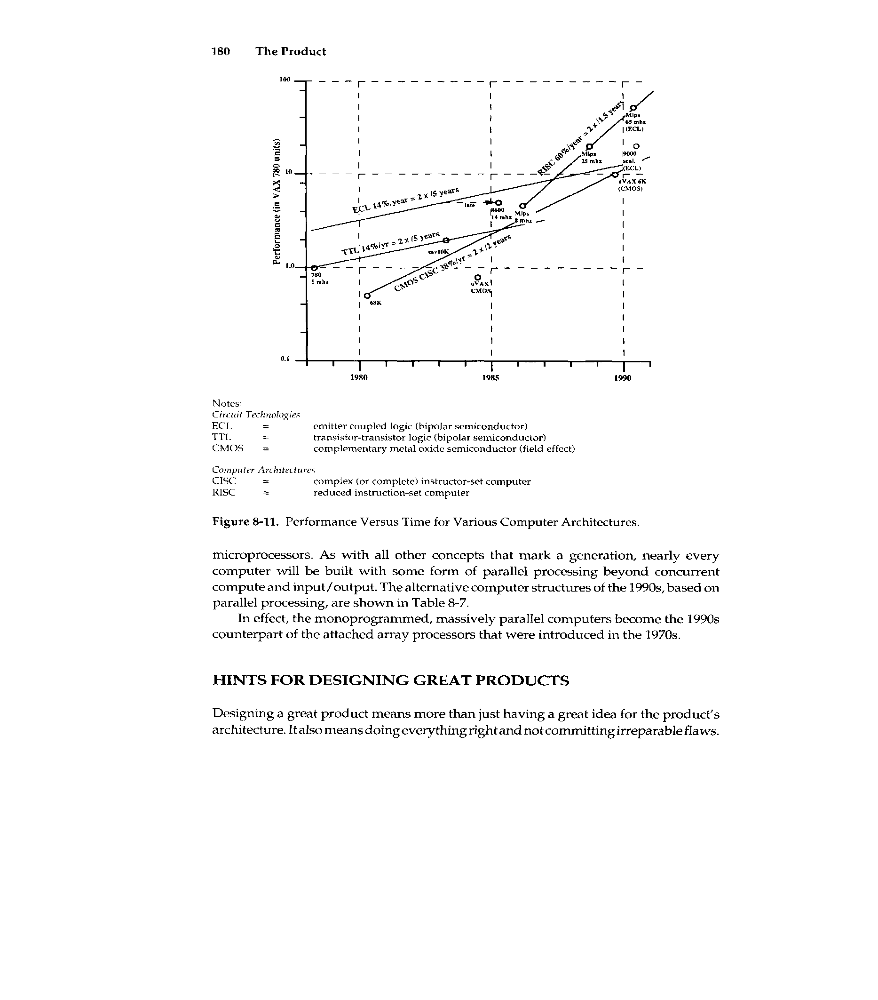 180 The Product
100
RISC 60%/year = 2 x /1.5 years
Mips
65 mhz
(ECL)
Mips
25 mhz
9000
scal.
(ECL)
10
uVAX 6K
(CMOS)
ECL 14%/year = 2 x /5 years
late
8600
14 mhz
Mips
8 mhz
TTL 14%/yr = 2 x /5 years
mv10K
CMOS CISC 38%/yr = 2 x /2 years
1.0
780
5 mhz
uVAX
CMOS
68K
0.1
Performance (in VAX 780 units)
1980 1985 1990
Notes:
Circuit Technologies
ECL = emitter coupled logic (bipolar semiconductor)
TTL = transistor-transistor logic (bipolar semiconductor)
CMOS = complementary metal oxide semiconductor (field effect)
Computer Architectures
CISC = complex (or complete) instructor-set computer
RISC = reduced instruction-set computer
Figure 8-11. Performance Versus Time for Various Computer Architectures.
microprocessors. As with all other concepts that mark a generation, nearly every
computer will be built with some form of parallel processing beyond concurrent
compute and input/output. The alternative computer structures of the 1990s, based on
parallel processing, are shown in Table 8-7.
In effect, the monoprogrammed, massively parallel computers become the 1990s
counterpart of the attached array processors that were introduced in the 1970s.
HINTS FOR DESIGNING GREAT PRODUCTS
Designing a great product means more than just having a great idea for the product's
architecture. It also means doing everything right and not committing irreparable flaws.